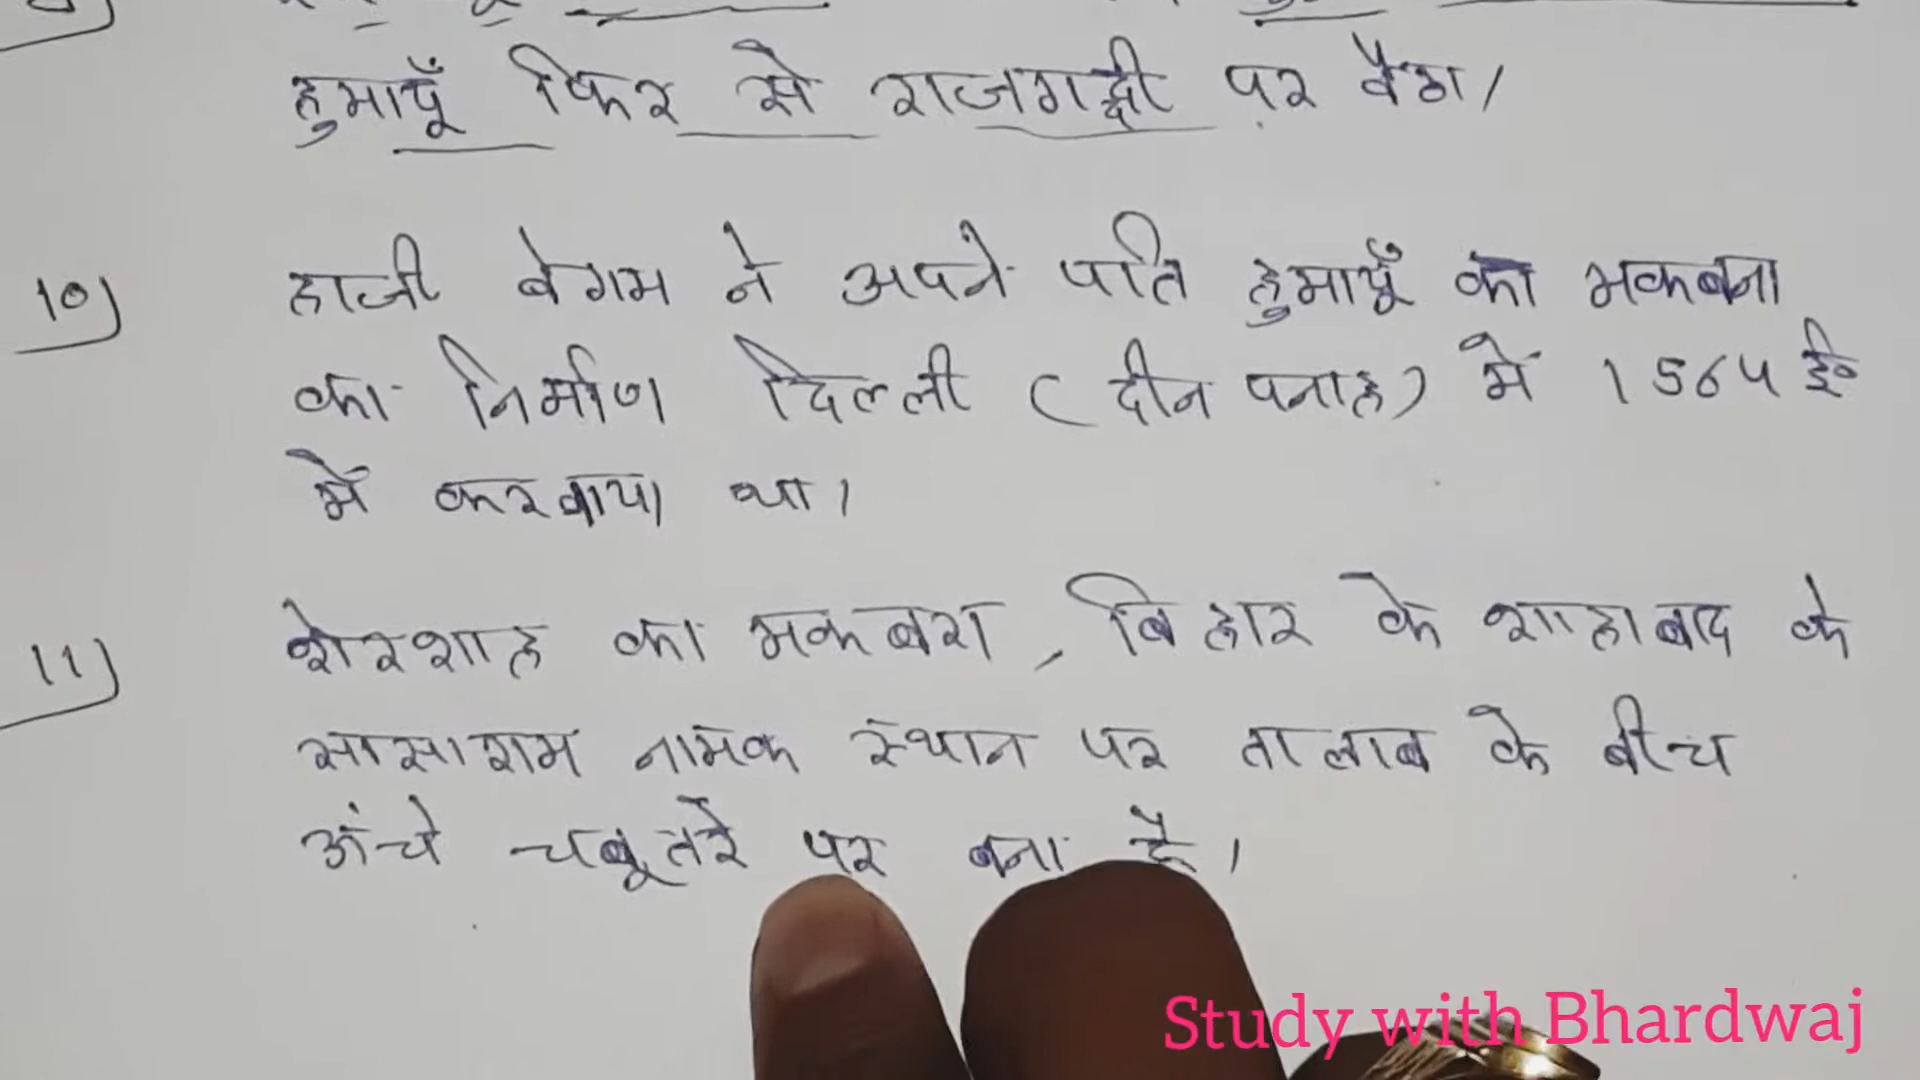 हुमायूँ फिर से राजगद्दी पर बैठा।
10) हाजी बेगम ने अपने पति हुमायूँ का मकबरा
का निर्माण दिल्ली (दीन पनाह) में 1564 ई०
में करवाया था।
11) शेरशाह का मकबरा, बिहार के शाहाबाद के
सासाराम नामक स्थान पर तालाब के बीच
ऊंचे चबूतरे पर बना है।
Study with Bhardwaj